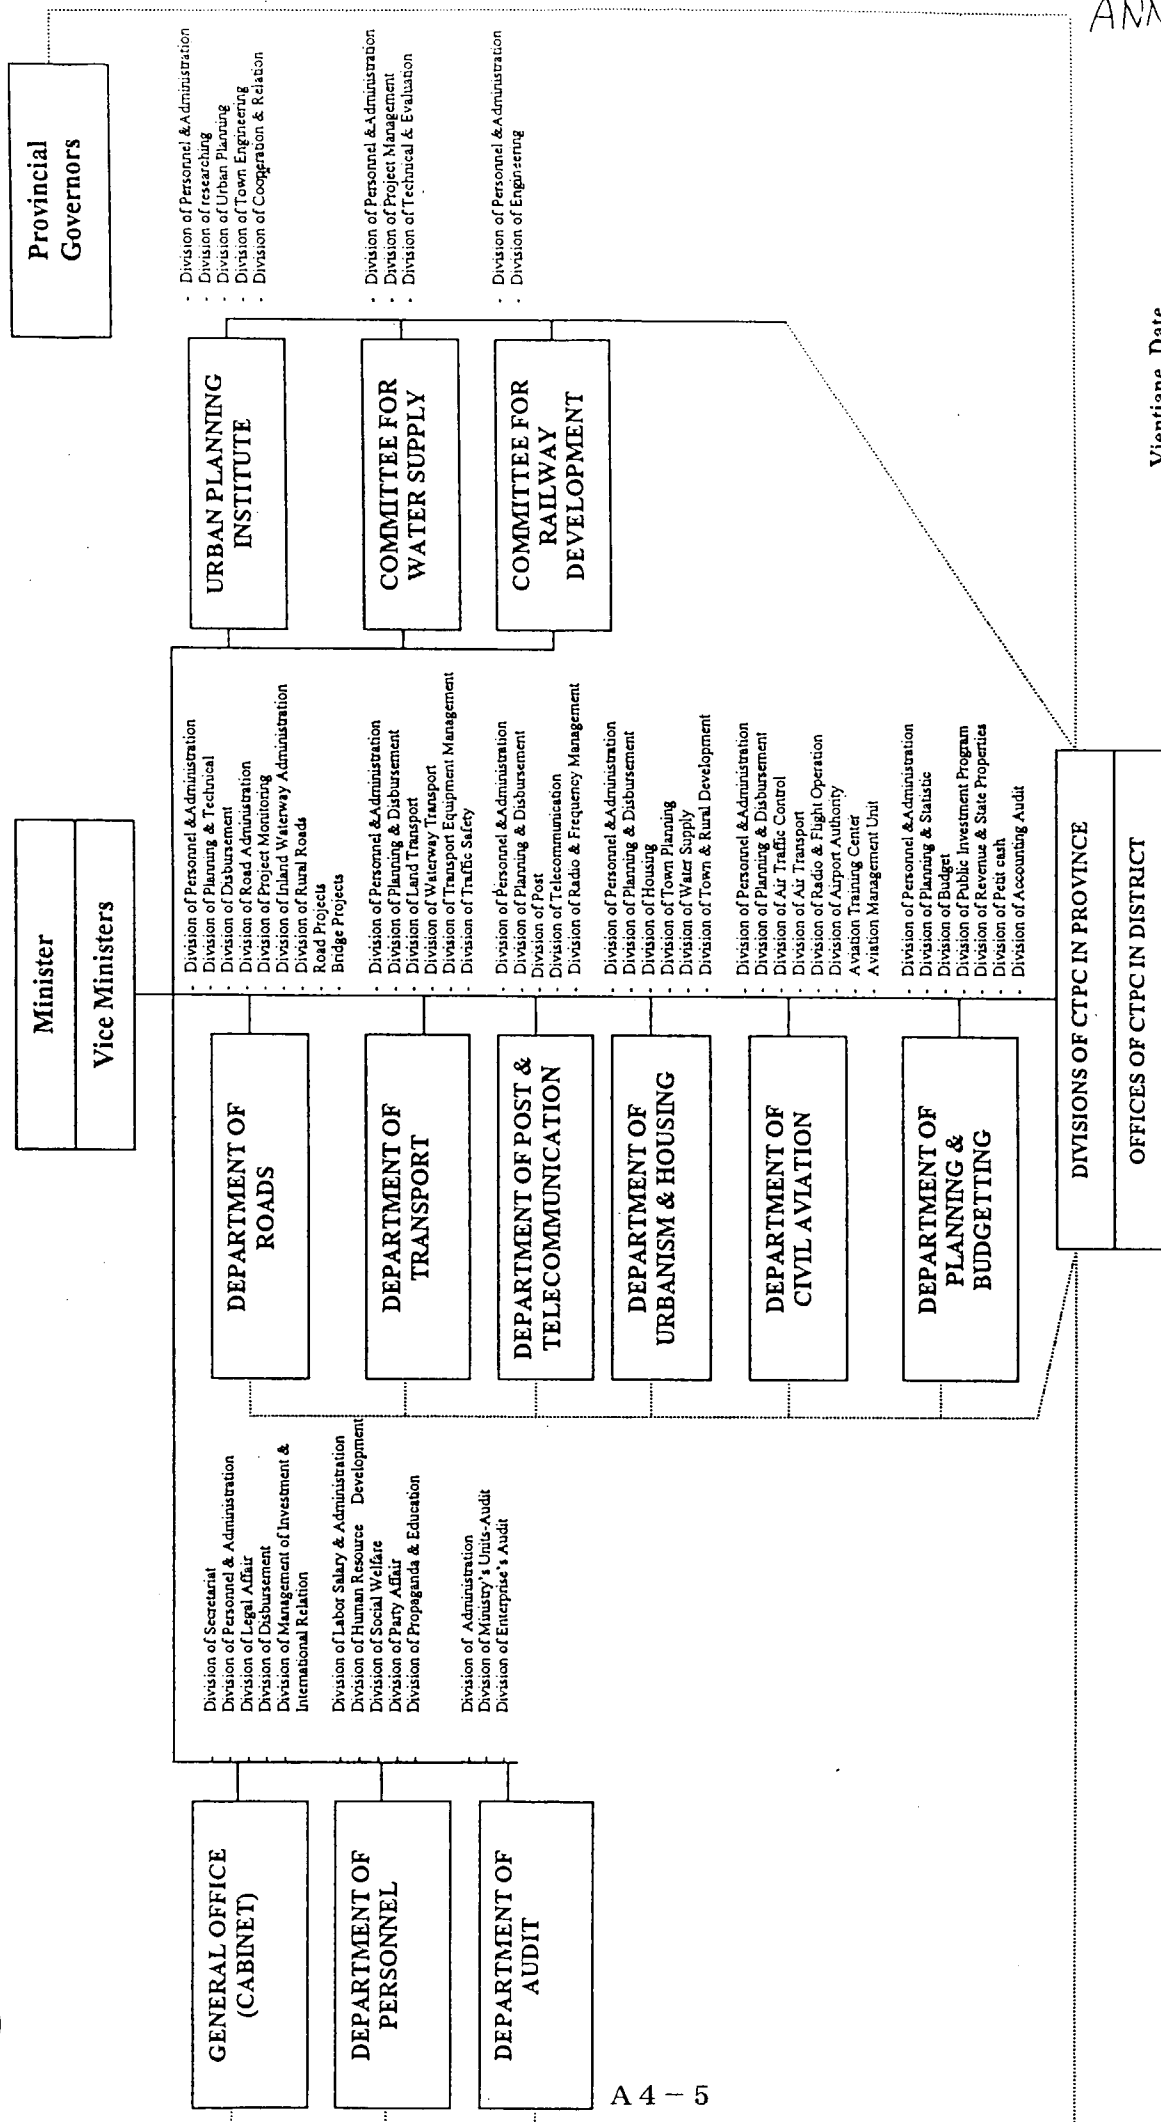 ANN
Provincial
Governors
Minister
Vice Ministers
GENERAL OFFICE
(CABINET)
Division of Secretariat
Division of Personnel & Administration
Division of Legal Affair
Division of Disbursement
Division of Management of Investment &
International Relation
DEPARTMENT OF
PERSONNEL
Division of Labor Salary & Administration
Division of Human Resource Development
Division of Social Welfare
Division of Party Affair
Division of Propaganda & Education
DEPARTMENT OF
AUDIT
Division of Administration
Division of Ministry's Units-Audit
Division of Enterprise's Audit
DEPARTMENT OF
ROADS
- Division of Personnel &Administration
- Division of Planning & Technical
- Division of Disbursement
- Division of Road Administration
- Division of Project Monitoring
- Division of Inland Waterway Administration
- Division of Rural Roads
- Road Projects
- Bridge Projects
DEPARTMENT OF
TRANSPORT
- Division of Personnel &Administration
- Division of Planning & Disbursement
- Division of Land Transport
- Division of Waterway Transport
- Division of Transport Equipment Management
- Division of Traffic Safety
DEPARTMENT OF POST &
TELECOMMUNICATION
- Division of Personnel &Administration
- Division of Planning & Disbursement
- Division of Post
- Division of Telecommunication
- Division of Radio & Frequency Management
DEPARTMENT OF
URBANISM & HOUSING
- Division of Personnel &Administration
- Division of Planning & Disbursement
- Division of Housing
- Division of Town Planning
- Division of Water Supply
- Division of Town & Rural Development
DEPARTMENT OF
CIVIL AVIATION
- Division of Personnel &Administration
- Division of Planning & Disbursement
- Division of Air Traffic Control
- Division of Air Transport
- Division of Radio & Flight Operation
- Division of Airport Authority
- Aviation Training Center
- Aviation Management Unit
DEPARTMENT OF
PLANNING &
BUDGETTING
- Division of Personnel &Administration
- Division of Planning & Statistic
- Division of Budget
- Division of Public Investment Program
- Division of Revenue & State Properties
- Division of Petit cash
- Division of Accounting Audit
URBAN PLANNING
INSTITUTE
- Division of Personnel &Administration
- Division of researching
- Division of Urban Planning
- Division of Town Engineering
- Division of Cooperation & Relation
COMMITTEE FOR
WATER SUPPLY
- Division of Personnel &Administration
- Division of Project Management
- Division of Technical & Evaluation
COMMITTEE FOR
RAILWAY
DEVELOPMENT
- Division of Personnel &Administration
- Division of Engineering
DIVISIONS OF CTPC IN PROVINCE
OFFICES OF CTPC IN DISTRICT
Vientiane, Date
A 4 - 5